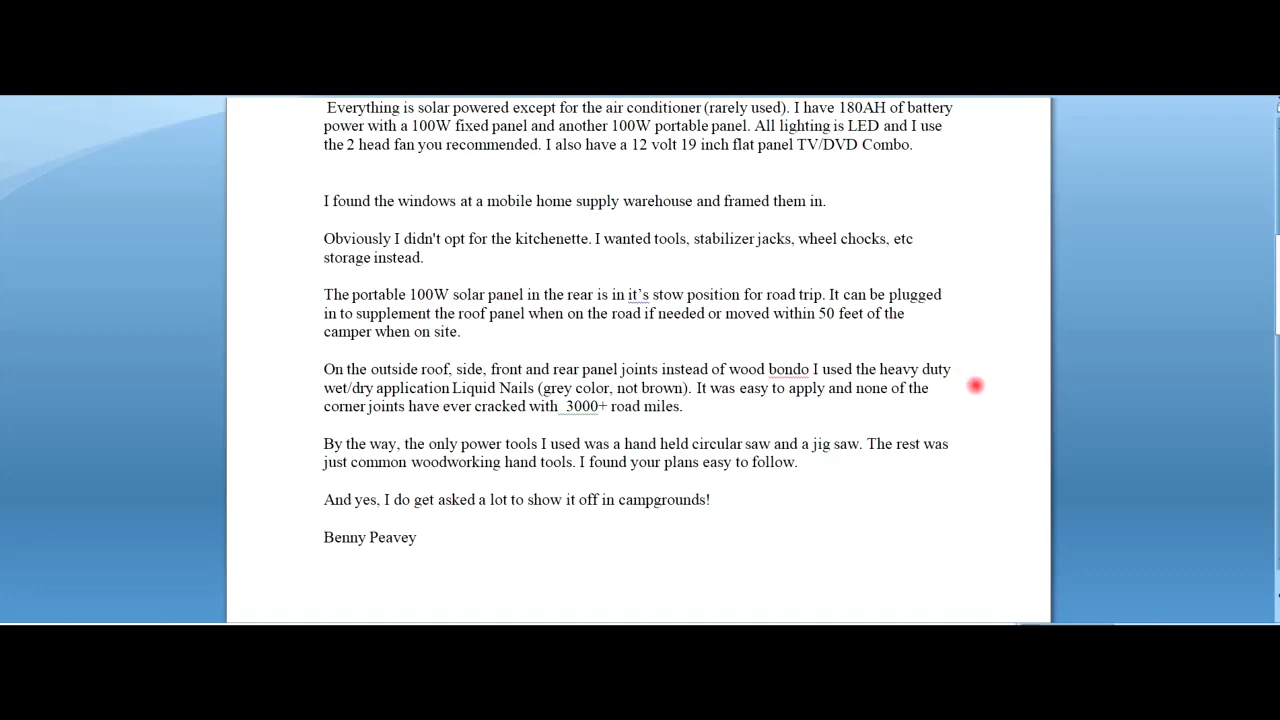 Everything is solar powered except for the air conditioner (rarely used). I have 180AH of battery
power with a 100W fixed panel and another 100W portable panel. All lighting is LED and I use
the 2 head fan you recommended. I also have a 12 volt 19 inch flat panel TV/DVD Combo.
I found the windows at a mobile home supply warehouse and framed them in.
Obviously I didn't opt for the kitchenette. I wanted tools, stabilizer jacks, wheel chocks, etc
storage instead.
The portable 100W solar panel in the rear is in it’s stow position for road trip. It can be plugged
in to supplement the roof panel when on the road if needed or moved within 50 feet of the
camper when on site.
On the outside roof, side, front and rear panel joints instead of wood bondo I used the heavy duty
wet/dry application Liquid Nails (grey color, not brown). It was easy to apply and none of the
corner joints have ever cracked with  3000+ road miles.
By the way, the only power tools I used was a hand held circular saw and a jig saw. The rest was
just common woodworking hand tools. I found your plans easy to follow.
And yes, I do get asked a lot to show it off in campgrounds!
Benny Peavey